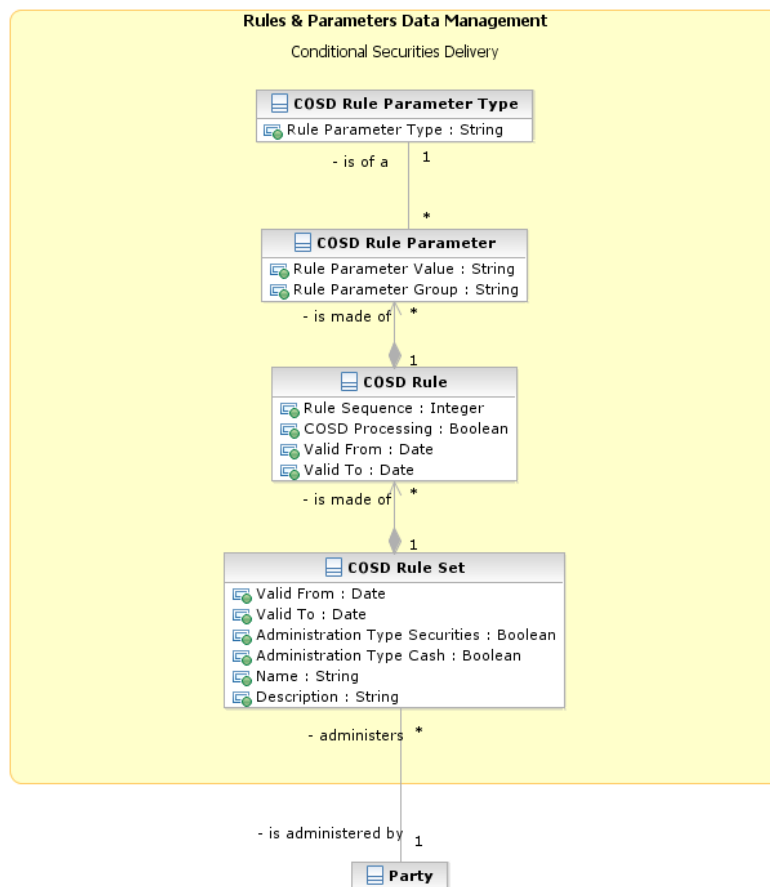 Rules & Parameters Data Management
Conditional Securities Delivery
COSD Rule Parameter Type
Rule Parameter Type : String
- is of a
1
*
COSD Rule Parameter
Rule Parameter Value : String
Rule Parameter Group : String
- is made of
*
1
COSD Rule
Rule Sequence : Integer
COSD Processing : Boolean
Valid From : Date
Valid To : Date
- is made of
*
1
COSD Rule Set
Valid From : Date
Valid To : Date
Administration Type Securities : Boolean
Administration Type Cash : Boolean
Name : String
Description : String
- administers
*
- is administered by
1
Party